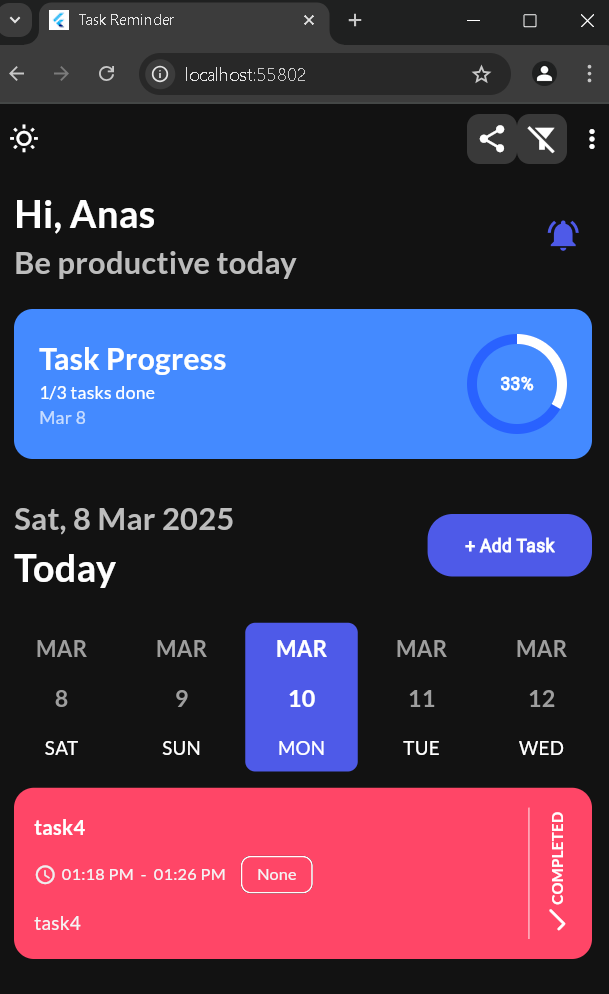 Task Reminder
localhost:55802
Hi, Anas
Be productive today
Task Progress
1/3 tasks done
Mar 8
33%
Sat, 8 Mar 2025
Today
+ Add Task
MAR MAR MAR MAR MAR
8 9 10 11 12
SAT SUN MON TUE WED
task4
01:18 PM - 01:26 PM None
task4
COMPLETED